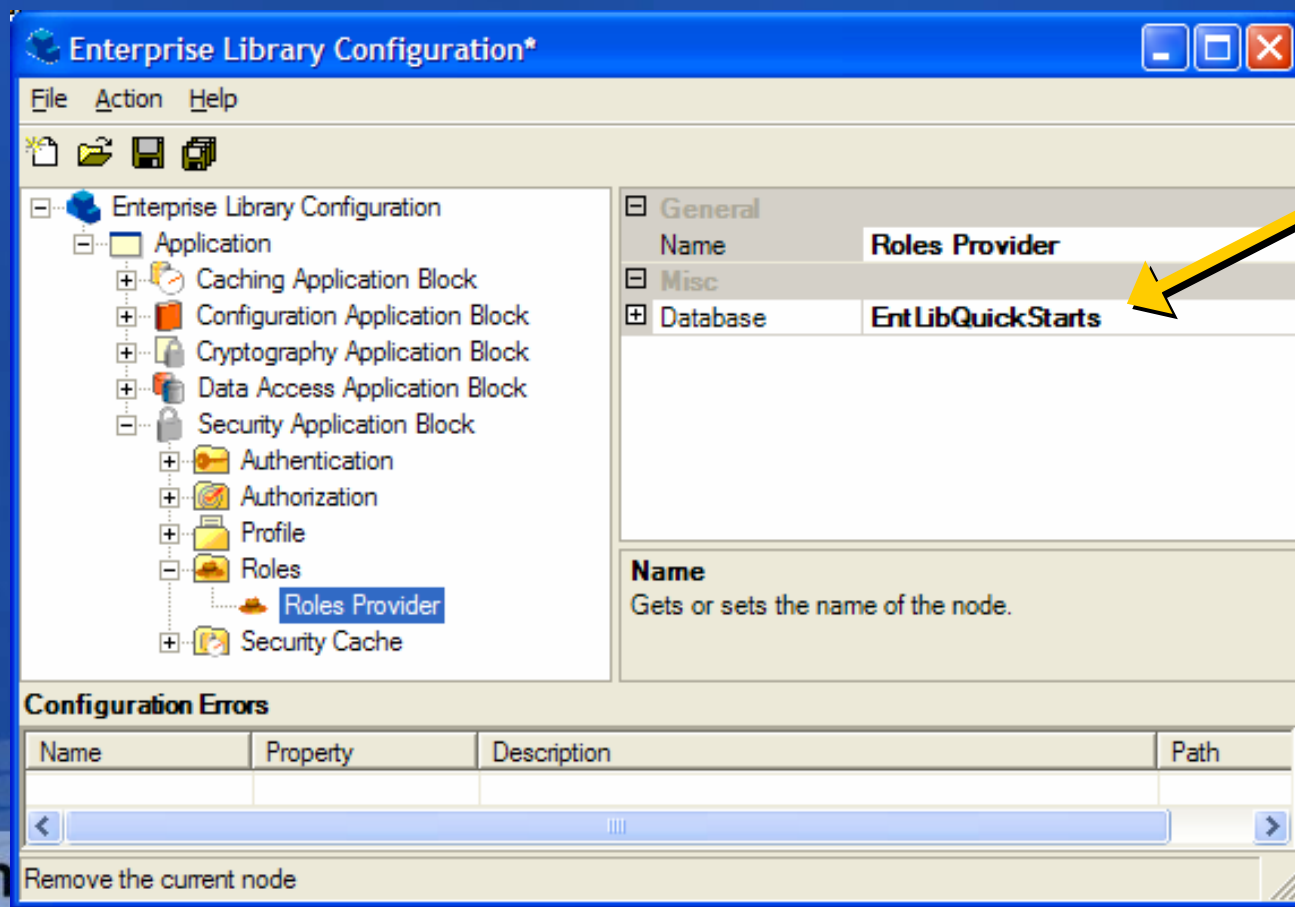 Enterprise Library Configuration*
File Action Help
Enterprise Library Configuration
Application
Caching Application Block
Configuration Application Block
Cryptography Application Block
Data Access Application Block
Security Application Block
Authentication
Authorization
Profile
Roles
Roles Provider
Security Cache
General
Name Roles Provider
Misc
Database EntLibQuickStarts
Name
Gets or sets the name of the node.
Configuration Errors
Name Property Description Path
Remove the current node